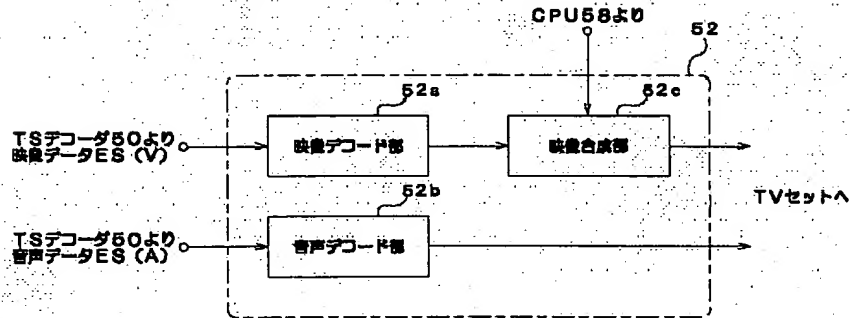 CPU58より
52
52a
52c
TSデコーダ50より
映像データES(V)
映像デコード部
映像合成部
52b
TVセットへ
TSデコーダ50より
音声データES(A)
音声デコード部